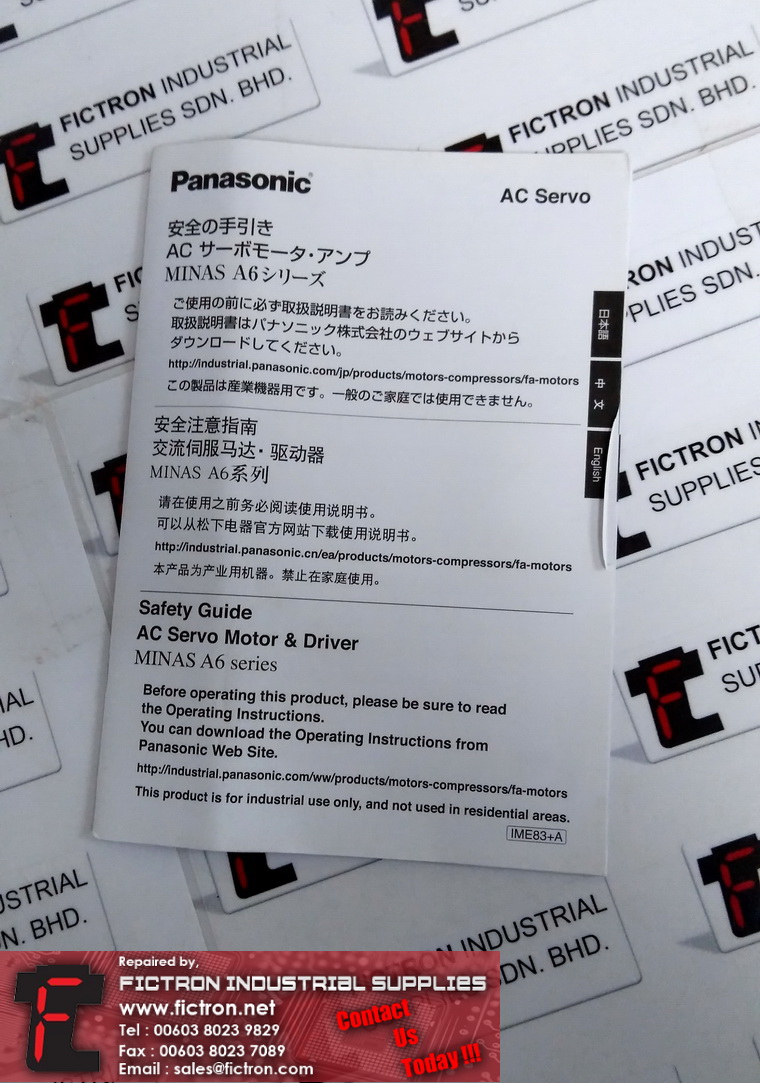 FICTRON INDUSTRIAL
SUPPLIES SDN. BHD.
FICTRON INDUSTRIAL
SUPPLIES SDN. BHD.
Panasonic
AC Servo
安全の手引き
AC サーボモータ・アンプ
MINAS A6シリーズ
ご使用の前に必ず取扱説明書をお読みください。
取扱説明書はパナソニック株式会社のウェブサイトから
ダウンロードしてください。
http://industrial.panasonic.com/jp/products/motors-compressors/fa-motors
この製品は産業機器用です。一般のご家庭では使用できません。
日本語
中文
English
安全注意指南
交流伺服马达・驱动器
MINAS A6系列
请在使用之前务必阅读使用说明书。
可以从松下电器官方网站下载使用说明书。
http://industrial.panasonic.cn/ea/products/motors-compressors/fa-motors
本产品为产业用机器。禁止在家庭使用。
Safety Guide
AC Servo Motor & Driver
MINAS A6 series
Before operating this product, please be sure to read
the Operating Instructions.
You can download the Operating Instructions from
Panasonic Web Site.
http://industrial.panasonic.com/ww/products/motors-compressors/fa-motors
This product is for industrial use only, and not used in residential areas.
IME83+A
FICTRON I
SUPPLIES
INDUSTRIAL
SDN. BHD.
Repaired by,
FICTRON INDUSTRIAL SUPPLIES
www.fictron.net
Tel : 00603 8023 9829
Fax : 00603 8023 7089
Email : sales@fictron.com
Contact
Us
Today !!!